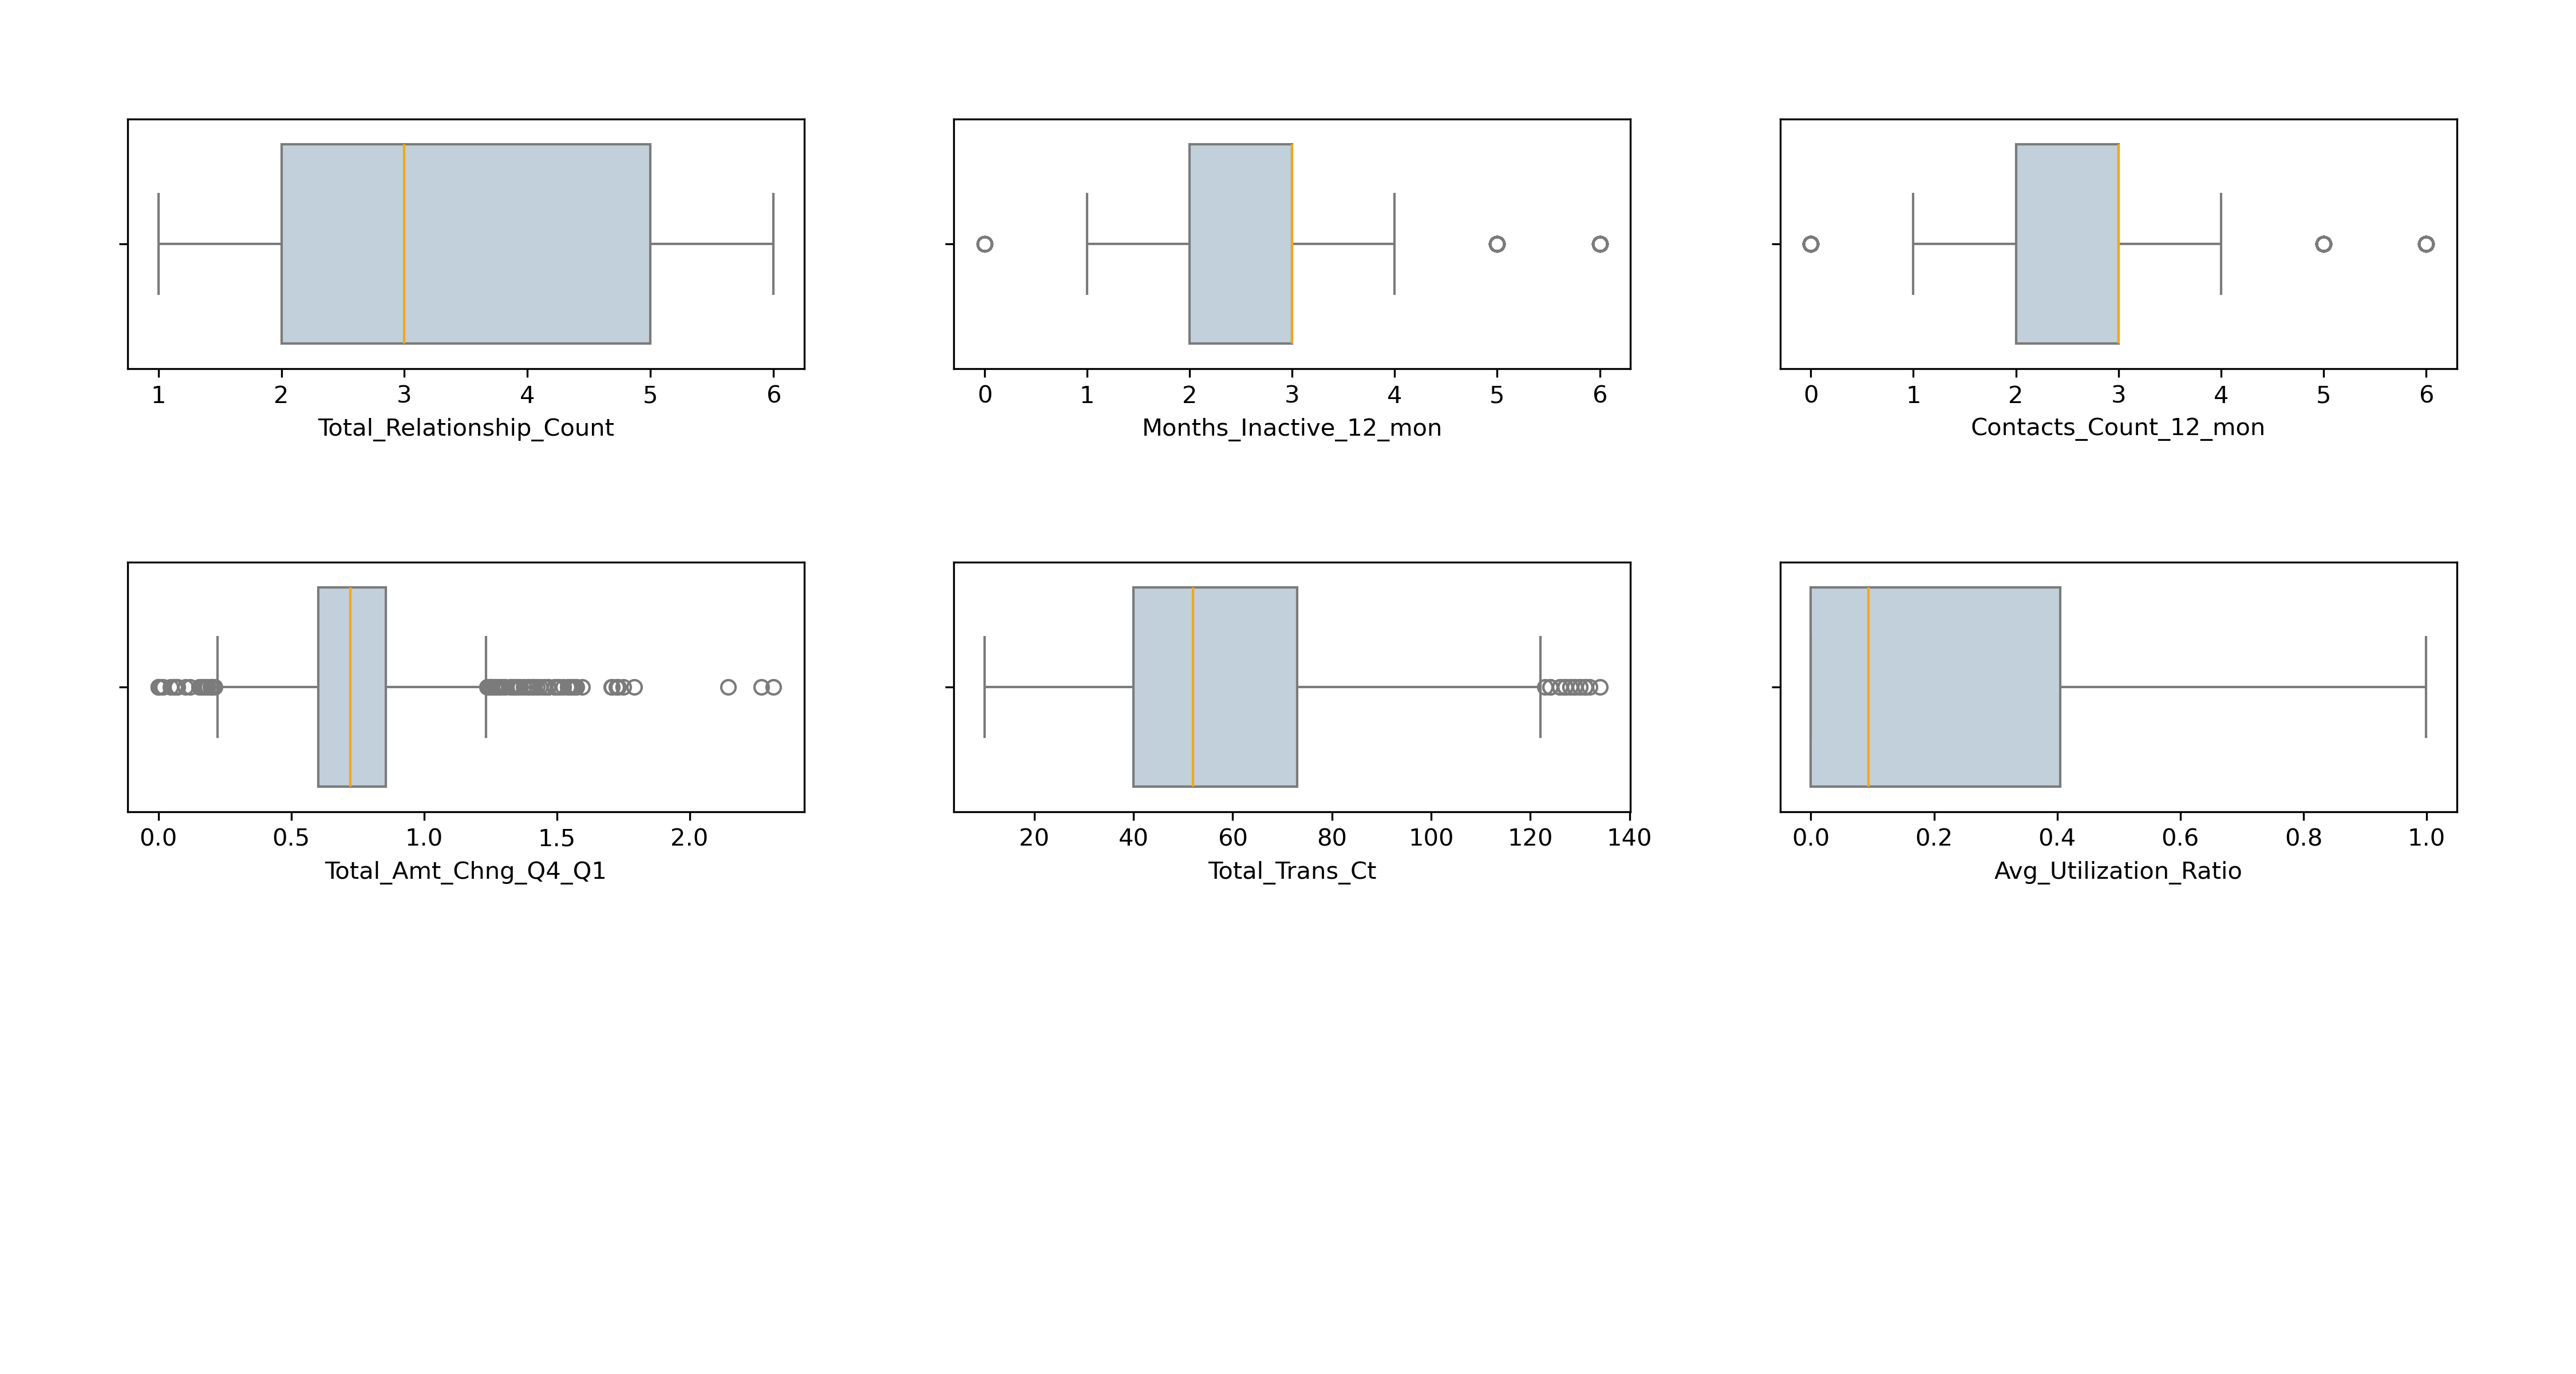 1 2 3 4 5 6
Total_Relationship_Count
0 1 2 3 4 5 6
Months_Inactive_12_mon
0 1 2 3 4 5 6
Contacts_Count_12_mon
0.0 0.5 1.0 1.5 2.0
Total_Amt_Chng_Q4_Q1
20 40 60 80 100 120 140
Total_Trans_Ct
0.0 0.2 0.4 0.6 0.8 1.0
Avg_Utilization_Ratio